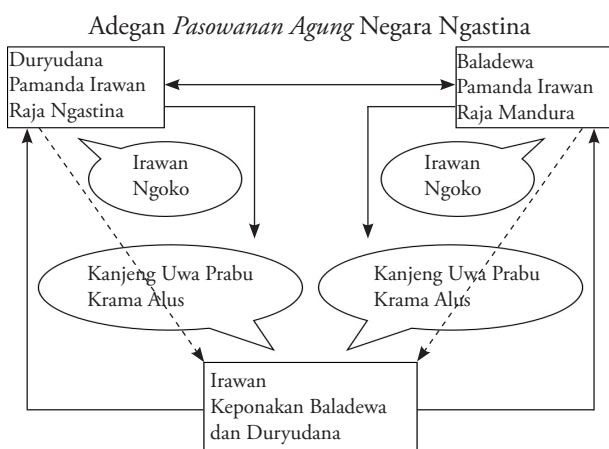 Adegan Pasowanan Agung Negara Ngastina
Duryudana
Pamanda Irawan
Raja Ngastina
Baladewa
Pamanda Irawan
Raja Mandura
Irawan
Ngoko
Irawan
Ngoko
Kanjeng Uwa Prabu
Krama Alus
Kanjeng Uwa Prabu
Krama Alus
Irawan
Keponakan Baladewa
dan Duryudana